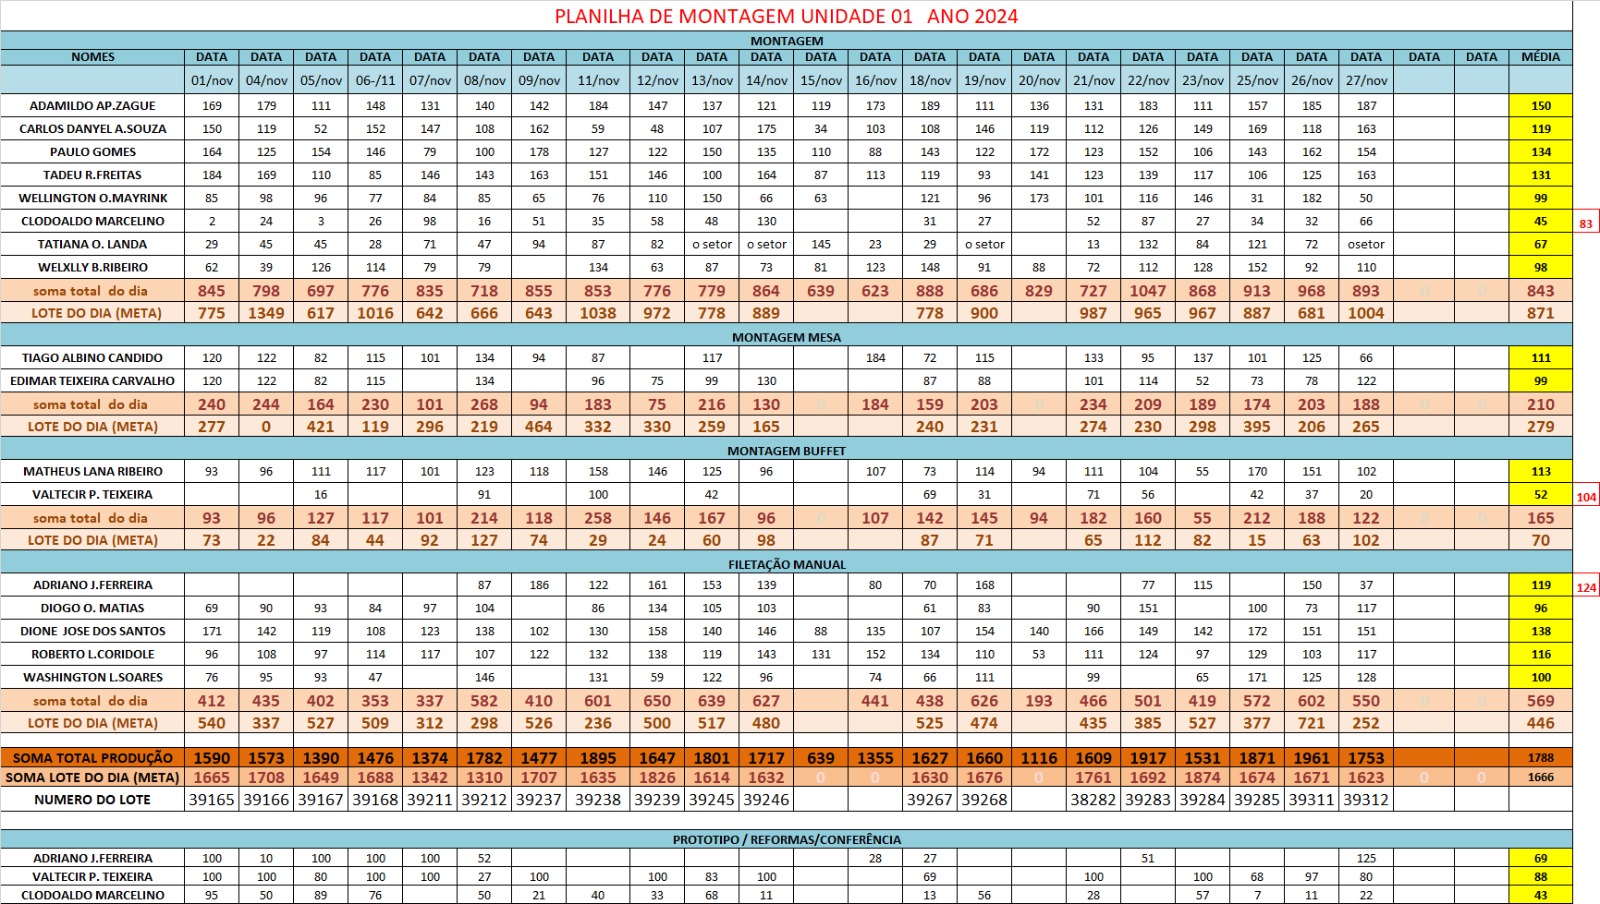 PLANILHA DE MONTAGEM UNIDADE 01 ANO 2024
MONTAGEM
NOMES DATA DATA DATA DATA DATA DATA DATA DATA DATA DATA DATA DATA DATA DATA DATA DATA DATA DATA DATA DATA DATA DATA DATA DATA MÉDIA
01/nov 04/nov 05/nov 06-/11 07/nov 08/nov 09/nov 11/nov 12/nov 13/nov 14/nov 15/nov 16/nov 18/nov 19/nov 20/nov 21/nov 22/nov 23/nov 25/nov 26/nov 27/nov
ADAMILDO AP.ZAGUE 169 179 111 148 131 140 142 184 147 137 121 119 173 189 111 136 131 183 111 157 185 187 150
CARLOS DANYEL A.SOUZA 150 119 52 152 147 108 162 59 48 107 175 34 103 108 146 119 112 126 149 169 118 163 119
PAULO GOMES 164 125 154 146 79 100 178 127 122 150 135 110 88 143 122 172 123 152 106 143 162 154 134
TADEU R.FREITAS 184 169 110 85 146 143 163 151 146 100 164 87 113 119 93 141 123 139 117 106 125 163 131
WELLINGTON O.MAYRINK 85 98 96 77 84 85 65 76 110 150 66 63 121 96 173 101 116 146 31 182 50 99
CLODOALDO MARCELINO 2 24 3 26 98 16 51 35 58 48 130 31 27 52 87 27 34 32 66 45 83
TATIANA O. LANDA 29 45 45 28 71 47 94 87 82 o setor o setor 145 23 29 o setor 13 132 84 121 72 osetor 67
WELXLLY B.RIBEIRO 62 39 126 114 79 79 134 63 87 73 81 123 148 91 88 72 112 128 152 92 110 98
soma total do dia 845 798 697 776 835 718 855 853 776 779 864 639 623 888 686 829 727 1047 868 913 968 893 0 0 843
LOTE DO DIA (META) 775 1349 617 1016 642 666 643 1038 972 778 889 778 900 987 965 967 887 681 1004 871
MONTAGEM MESA
TIAGO ALBINO CANDIDO 120 122 82 115 101 134 94 87 117 184 72 115 133 95 137 101 125 66 111
EDIMAR TEIXEIRA CARVALHO 120 122 82 115 134 96 75 99 130 87 88 101 114 52 73 78 122 99
soma total do dia 240 244 164 230 101 268 94 183 75 216 130 0 184 159 203 0 234 209 189 174 203 188 0 0 210
LOTE DO DIA (META) 277 0 421 119 296 219 464 332 330 259 165 240 231 274 230 298 395 206 265 279
MONTAGEM BUFFET
MATHEUS LANA RIBEIRO 93 96 111 117 101 123 118 158 146 125 96 107 73 114 94 111 104 55 170 151 102 113
VALTECIR P. TEIXEIRA 16 91 100 42 69 31 71 56 42 37 20 52 104
soma total do dia 93 96 127 117 101 214 118 258 146 167 96 0 107 142 145 94 182 160 55 212 188 122 0 0 165
LOTE DO DIA (META) 73 22 84 44 92 127 74 29 24 60 98 87 71 65 112 82 15 63 102 70
FILETAÇÃO MANUAL
ADRIANO J.FERREIRA 87 186 122 161 153 139 80 70 168 77 115 150 37 119 124
DIOGO O. MATIAS 69 90 93 84 97 104 86 134 105 103 61 83 90 151 100 73 117 96
DIONE JOSE DOS SANTOS 171 142 119 108 123 138 102 130 158 140 146 88 135 107 154 140 166 149 142 172 151 151 138
ROBERTO L.CORIDOLE 96 108 97 114 117 107 122 132 138 119 143 131 152 134 110 53 111 124 97 129 103 117 116
WASHINGTON L.SOARES 76 95 93 47 146 131 59 122 96 74 66 111 99 65 171 125 128 100
soma total do dia 412 435 402 353 337 582 410 601 650 639 627 441 438 626 193 466 501 419 572 602 550 0 0 569
LOTE DO DIA (META) 540 337 527 509 312 298 526 236 500 517 480 525 474 435 385 527 377 721 252 446
SOMA TOTAL PRODUÇÃO 1590 1573 1390 1476 1374 1782 1477 1895 1647 1801 1717 639 1355 1627 1660 1116 1609 1917 1531 1871 1961 1753 1788
SOMA LOTE DO DIA (META) 1665 1708 1649 1688 1342 1310 1707 1635 1826 1614 1632 0 0 1630 1676 0 1761 1692 1874 1674 1671 1623 0 0 1666
NUMERO DO LOTE 39165 39166 39167 39168 39211 39212 39237 39238 39239 39245 39246 39267 39268 38282 39283 39284 39285 39311 39312
PROTOTIPO / REFORMAS/CONFERÊNCIA
ADRIANO J.FERREIRA 100 10 100 100 100 52 28 27 51 125 69
VALTECIR P. TEIXEIRA 100 100 80 100 100 27 100 100 83 100 69 100 100 68 97 80 88
CLODOALDO MARCELINO 95 50 89 76 50 21 40 33 68 11 13 56 28 57 7 11 22 43